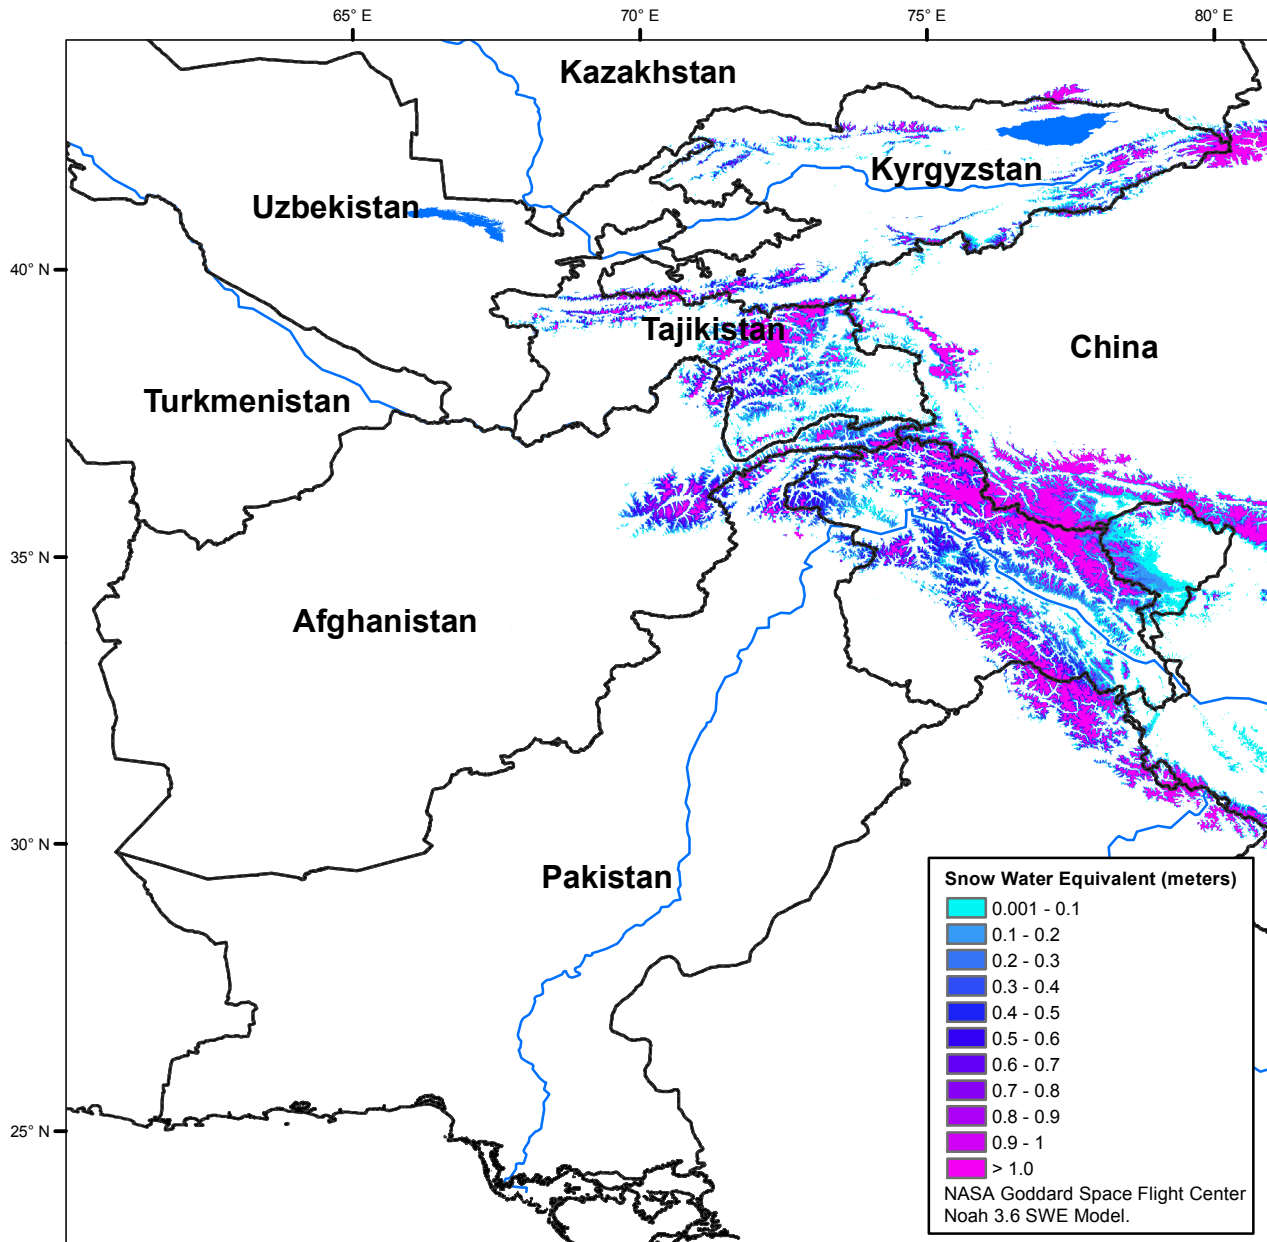 65° E
70° E
75° E
80° E
Kazakhstan
Kyrgyzstan
Uzbekistan
40° N
Tajikistan
China
Turkmenistan
35° N
Afghanistan
30° N
Pakistan
25° N
Snow Water Equivalent (meters)
0.001 - 0.1
0.1 - 0.2
0.2 - 0.3
0.3 - 0.4
0.4 - 0.5
0.5 - 0.6
0.6 - 0.7
0.7 - 0.8
0.8 - 0.9
0.9 - 1
> 1.0
NASA Goddard Space Flight Center
Noah 3.6 SWE Model.